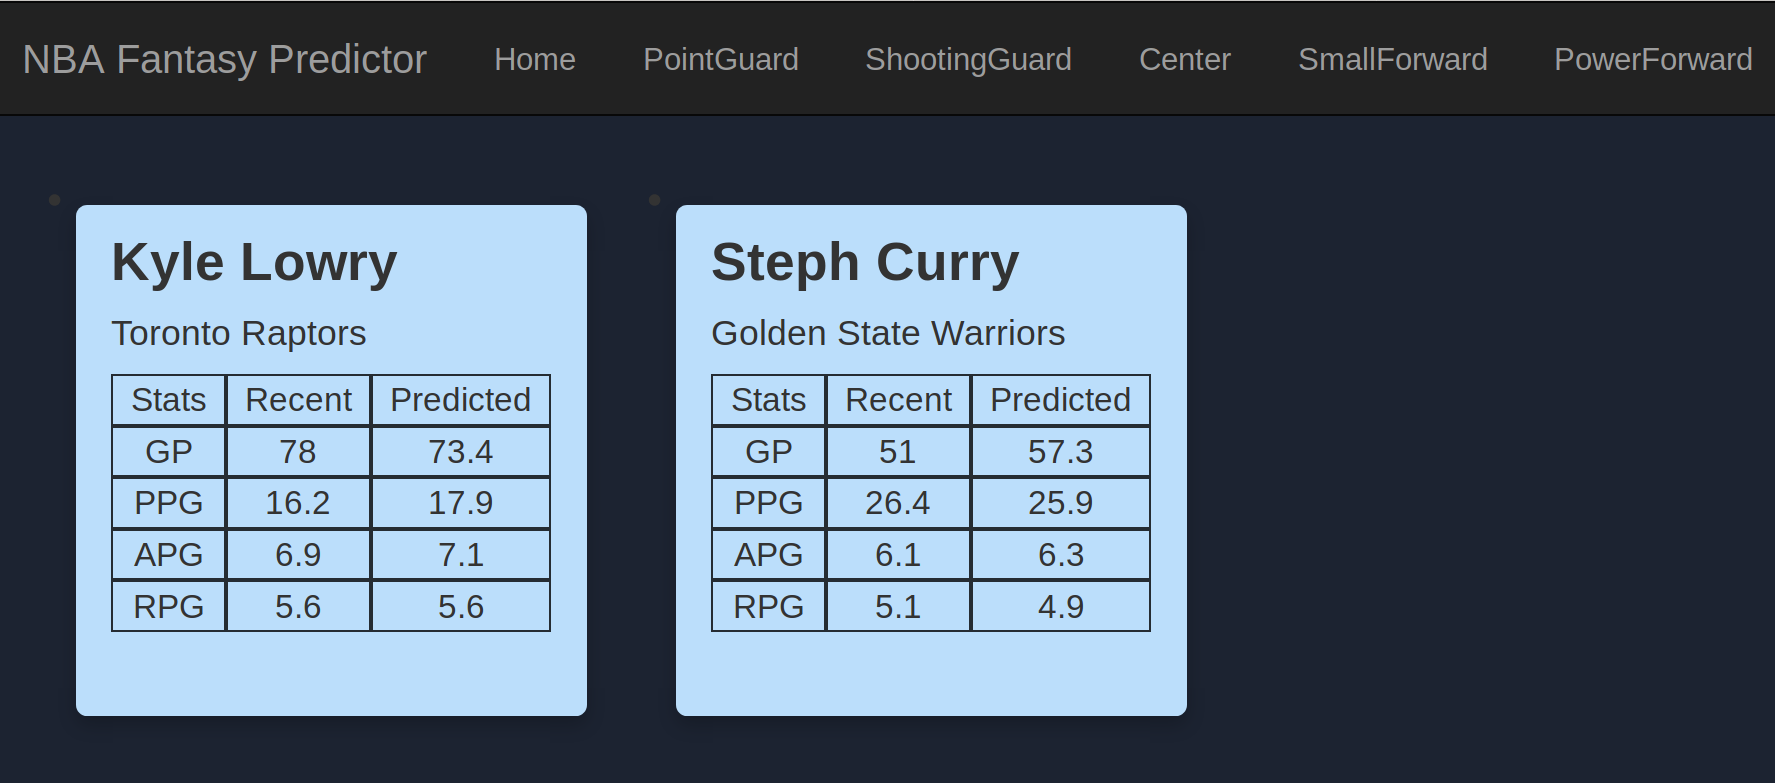 NBA Fantasy Predictor Home PointGuard ShootingGuard Center SmallForward PowerForward
Kyle Lowry
Toronto Raptors
Stats Recent Predicted
GP 78 73.4
PPG 16.2 17.9
APG 6.9 7.1
RPG 5.6 5.6
Steph Curry
Golden State Warriors
Stats Recent Predicted
GP 51 57.3
PPG 26.4 25.9
APG 6.1 6.3
RPG 5.1 4.9